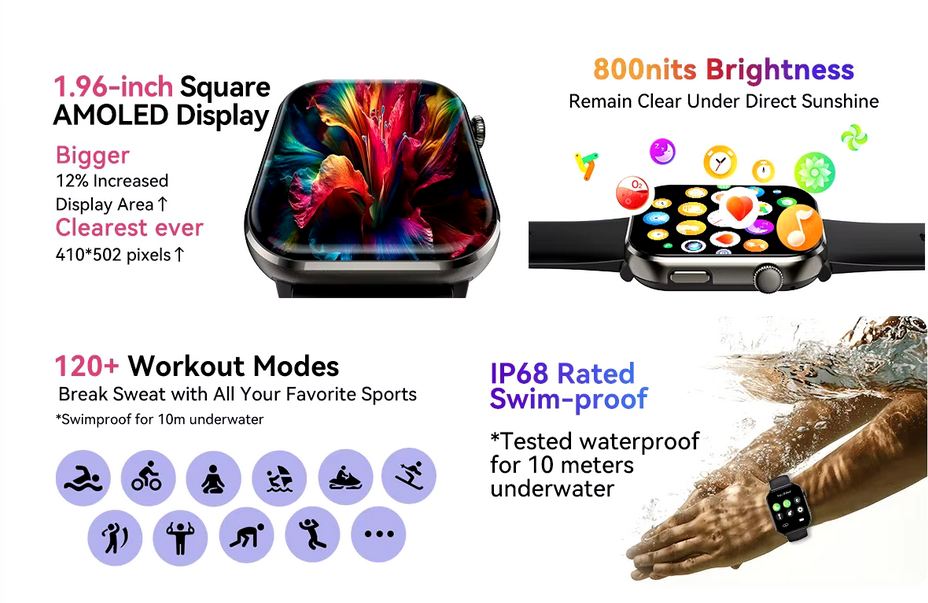 1.96-inch Square
AMOLED Display
Bigger
12% Increased
Display Area↑
Clearest ever
410*502 pixels↑
800nits Brightness
Remain Clear Under Direct Sunshine
O₂
120+ Workout Modes
Break Sweat with All Your Favorite Sports
*Swimproof for 10m underwater
IP68 Rated
Swim-proof
*Tested waterproof
for 10 meters
underwater